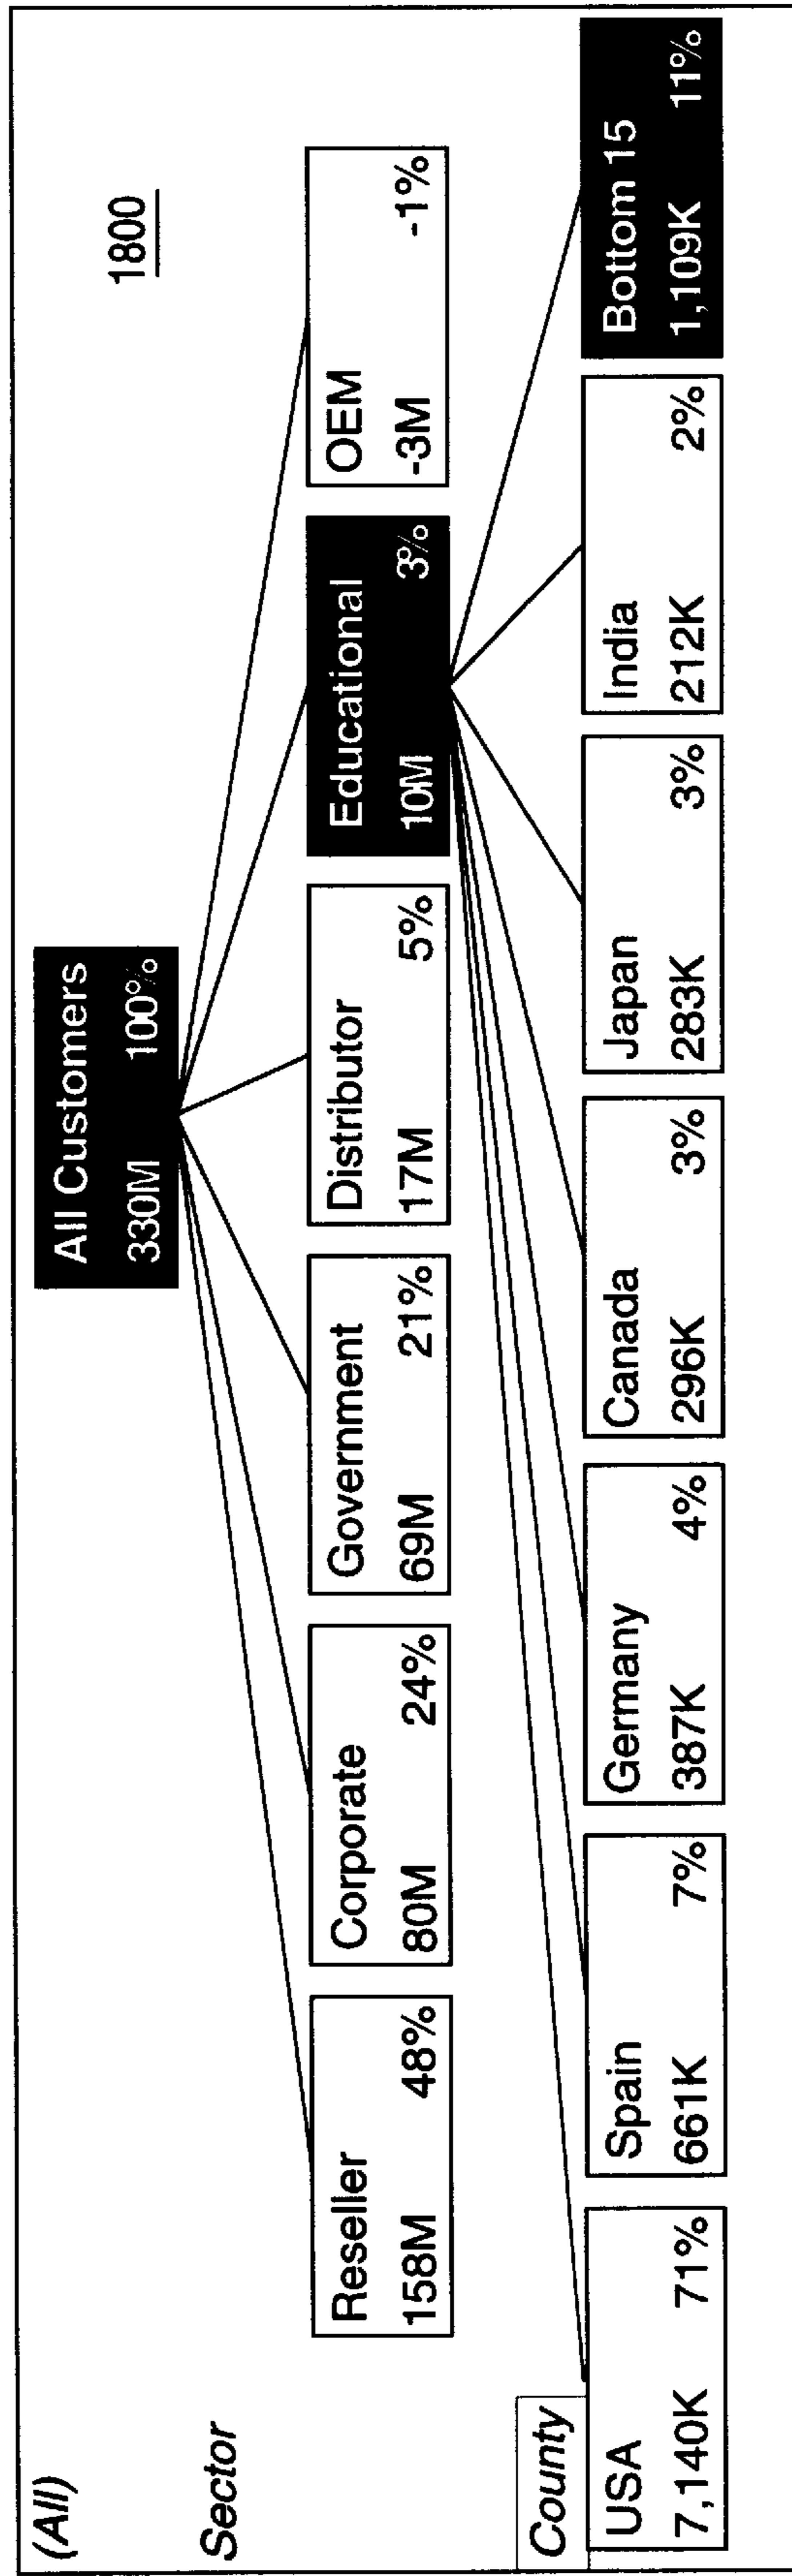 (All)
All Customers
330M 100%
1800
Sector
Reseller
158M 48%
Corporate
80M 24%
Government
69M 21%
Distributor
17M 5%
Educational
10M 3%
OEM
-3M -1%
County
USA
7,140K 71%
Spain
661K 7%
Germany
387K 4%
Canada
296K 3%
Japan
283K 3%
India
212K 2%
Bottom 15
1,109K 11%